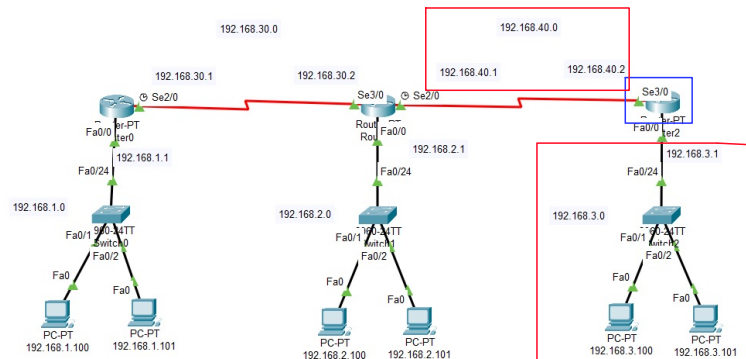 192.168.30.0
192.168.40.0
192.168.30.1
192.168.30.2
192.168.40.1
192.168.40.2
Se2/0
Se3/0
Se2/0
Se3/0
Fa0/0
Fa0/0
Fa0/0
192.168.1.1
192.168.2.1
192.168.3.1
Fa0/24
Fa0/24
Fa0/24
192.168.1.0
192.168.2.0
192.168.3.0
Fa0/1
Fa0/1
Fa0/1
Switch0
Fa0/2
Fa0/2
Fa0/2
Fa0
Fa0
Fa0
Fa0
Fa0
Fa0
PC-PT
PC-PT
PC-PT
PC-PT
PC-PT
PC-PT
192.168.1.100
192.168.1.101
192.168.2.100
192.168.2.101
192.168.3.100
192.168.3.101